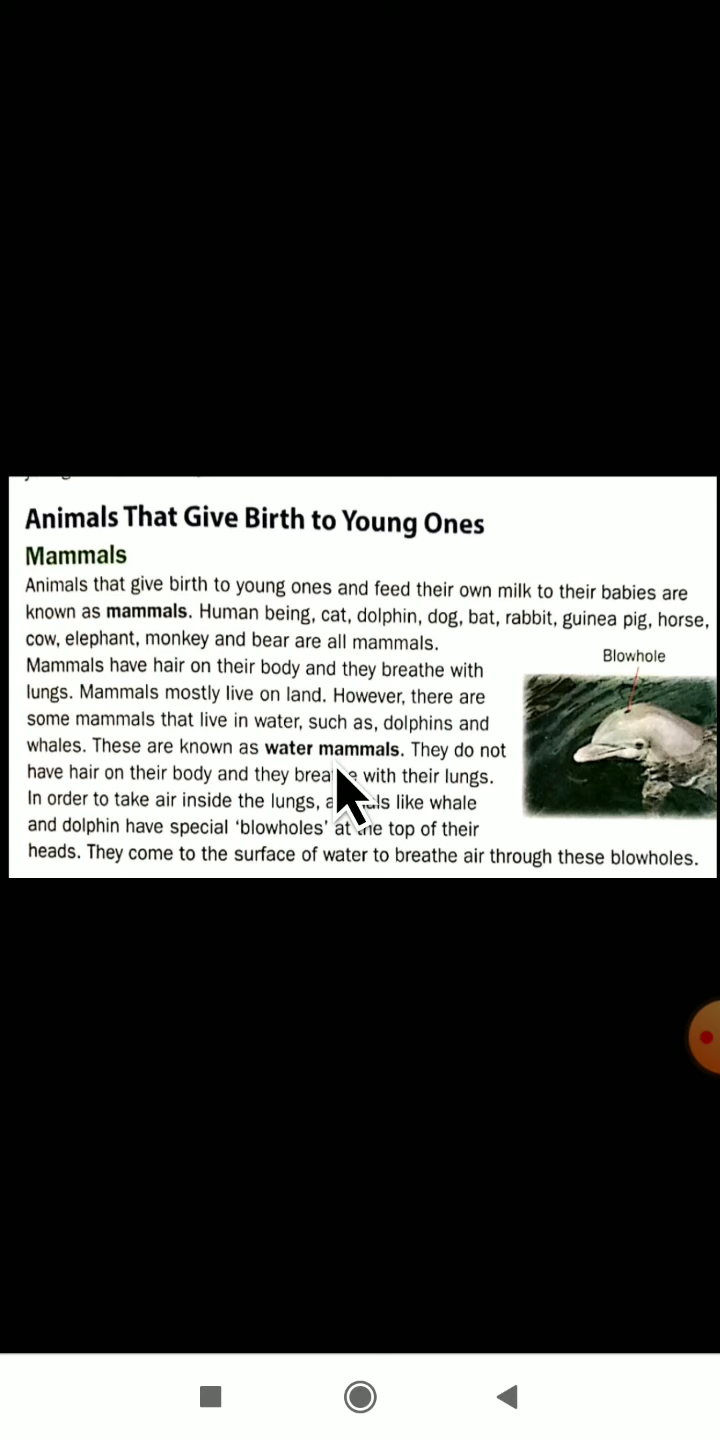 Animals That Give Birth to Young Ones
Mammals
Animals that give birth to young ones and feed their own milk to their babies are
known as mammals. Human being, cat, dolphin, dog, bat, rabbit, guinea pig, horse,
cow, elephant, monkey and bear are all mammals.
Blowhole
Mammals have hair on their body and they breathe with
lungs. Mammals mostly live on land. However, there are
some mammals that live in water, such as, dolphins and
whales. These are known as water mammals. They do not
have hair on their body and they breathe with their lungs.
In order to take air inside the lungs, animals like whale
and dolphin have special 'blowholes' at the top of their
heads. They come to the surface of water to breathe air through these blowholes.